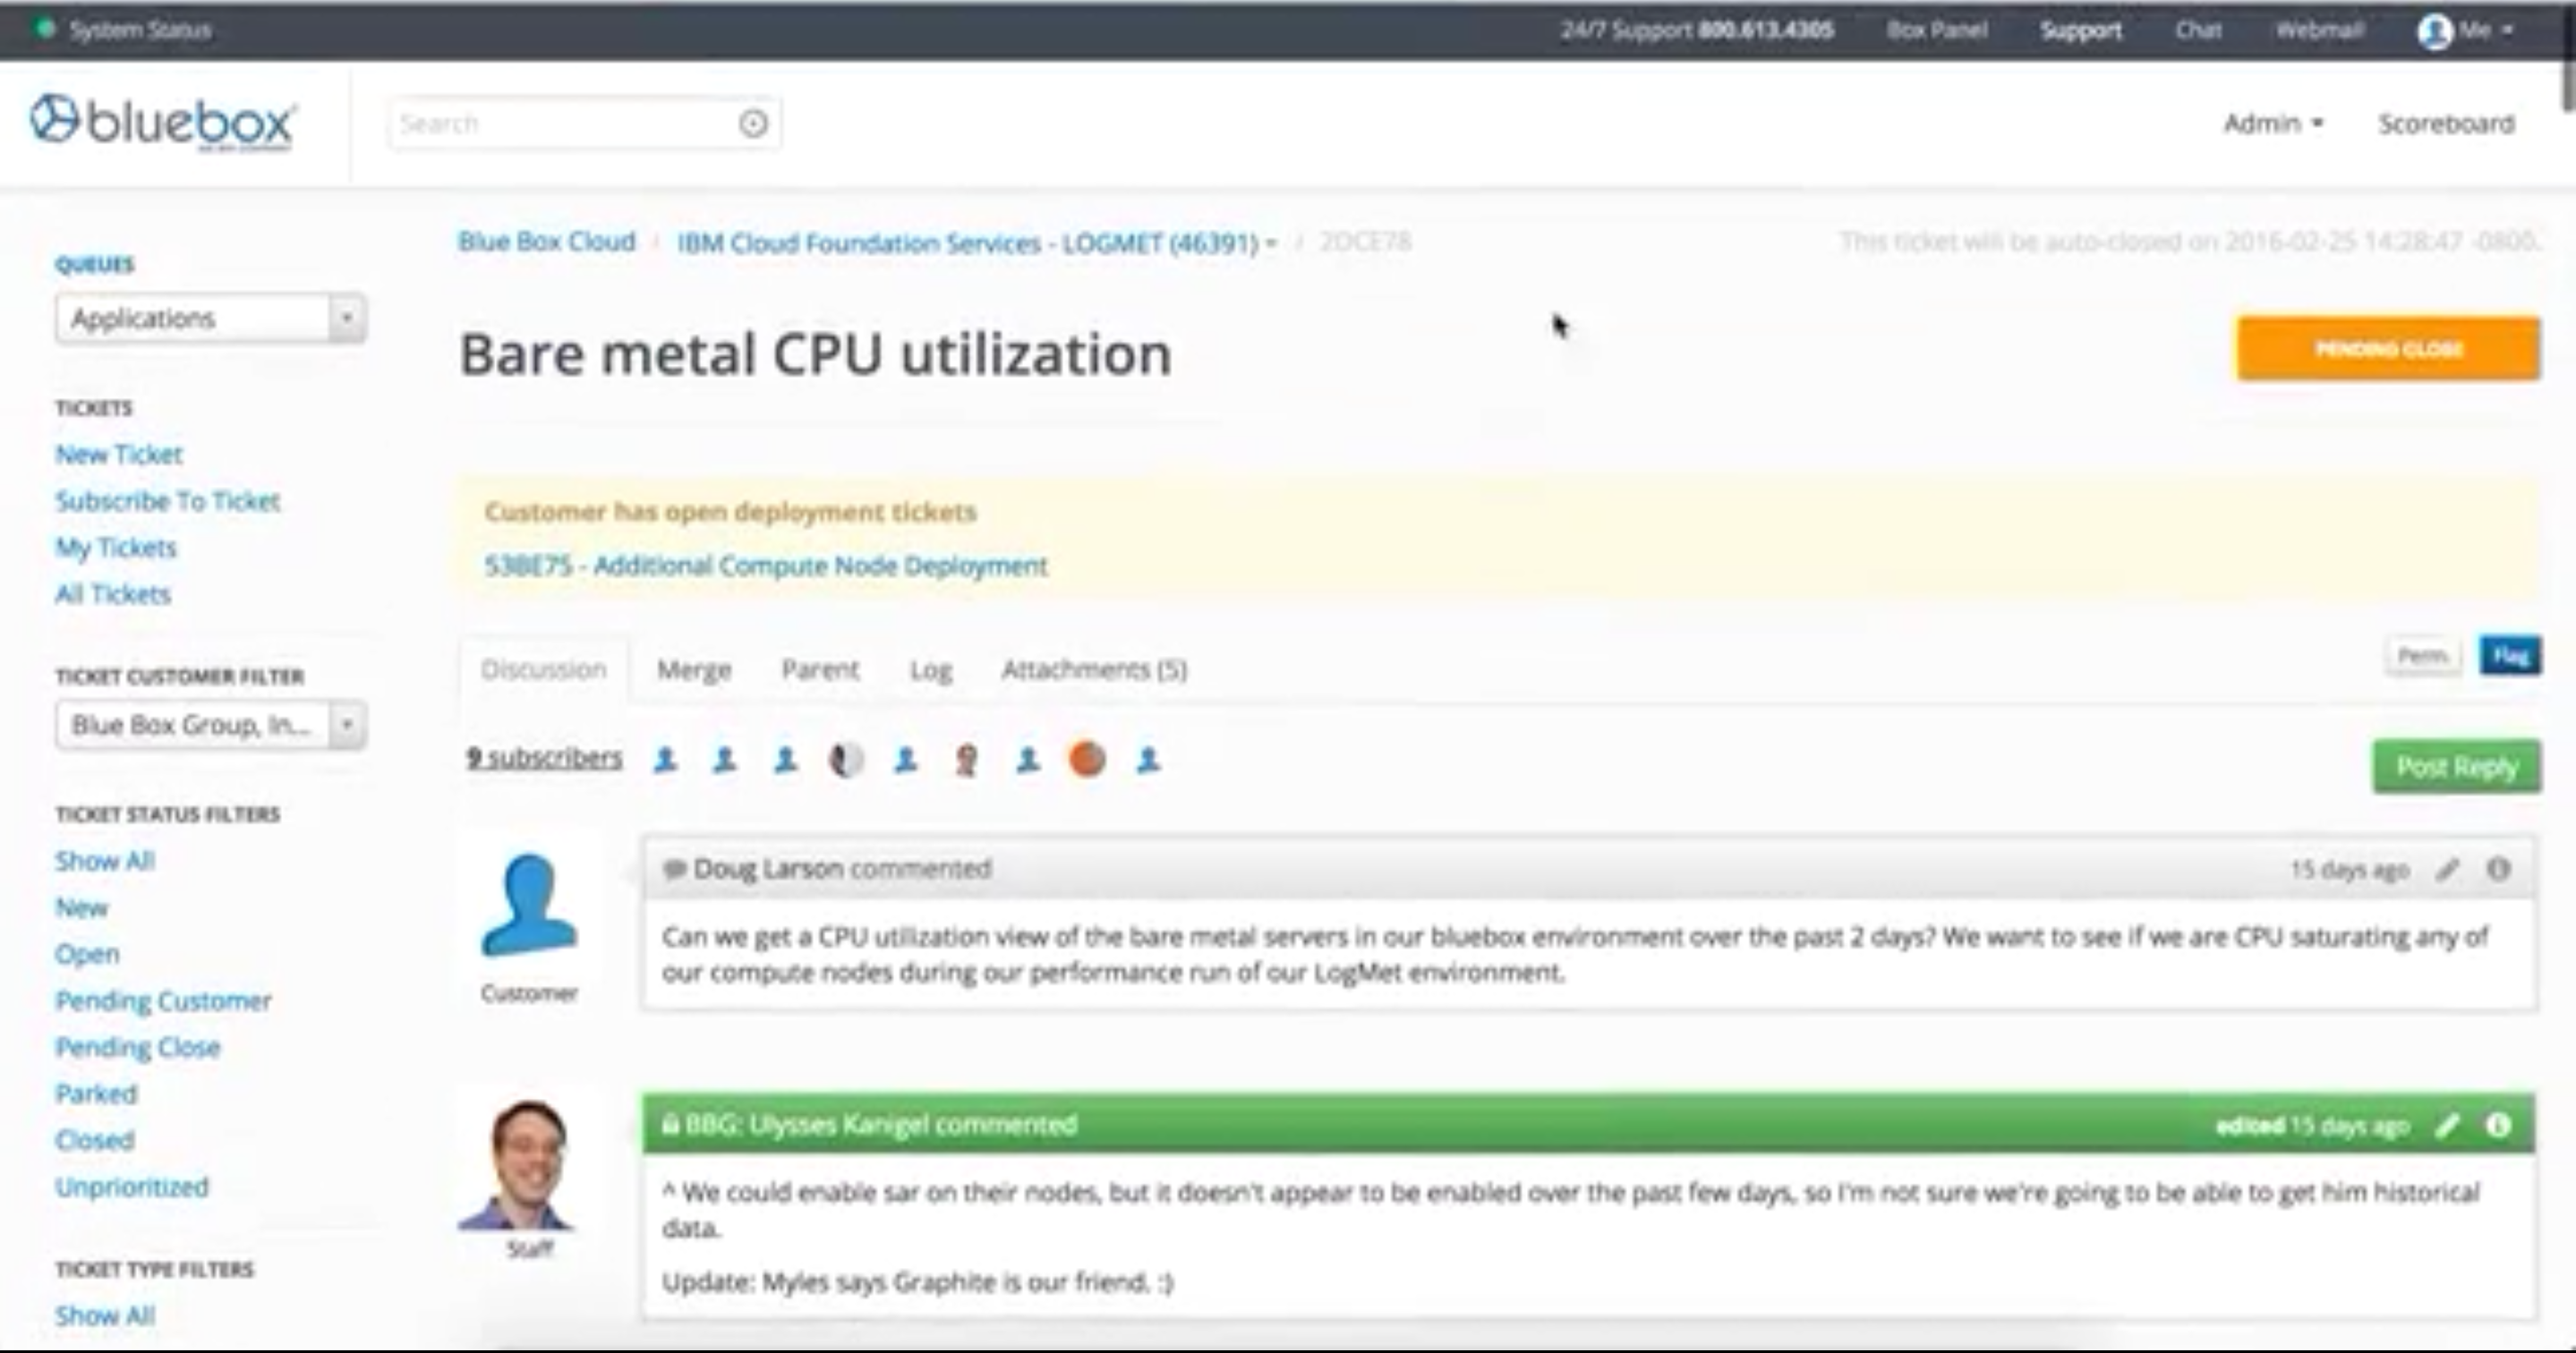 System Status
24/7 Support 800.613.4305 Box Panel Support Chat Webmail Me
bluebox
Search
Admin Scoreboard
Blue Box Cloud / IBM Cloud Foundation Services - LOGMET (46391) / 2DCE78
This ticket will be auto-closed on 2016-02-25 14:28:47 -0800.
QUEUES
Applications
Bare metal CPU utilization
PENDING CLOSE
TICKETS
New Ticket
Subscribe To Ticket
My Tickets
All Tickets
Customer has open deployment tickets
53BE75 - Additional Compute Node Deployment
TICKET CUSTOMER FILTER
Blue Box Group, In...
Discussion Merge Parent Log Attachments (5)
Perm. Flag
9 subscribers
Post Reply
TICKET STATUS FILTERS
Show All
New
Open
Pending Customer
Pending Close
Parked
Closed
Unprioritized
TICKET TYPE FILTERS
Show All
Doug Larson commented 15 days ago
Can we get a CPU utilization view of the bare metal servers in our bluebox environment over the past 2 days? We want to see if we are CPU saturating any of
our compute nodes during our performance run of our LogMet environment.
Customer
BBG: Ulysses Kanigel commented edited 15 days ago
^ We could enable sar on their nodes, but it doesn't appear to be enabled over the past few days, so I'm not sure we're going to be able to get him historical
data.
Update: Myles says Graphite is our friend. :)
Staff